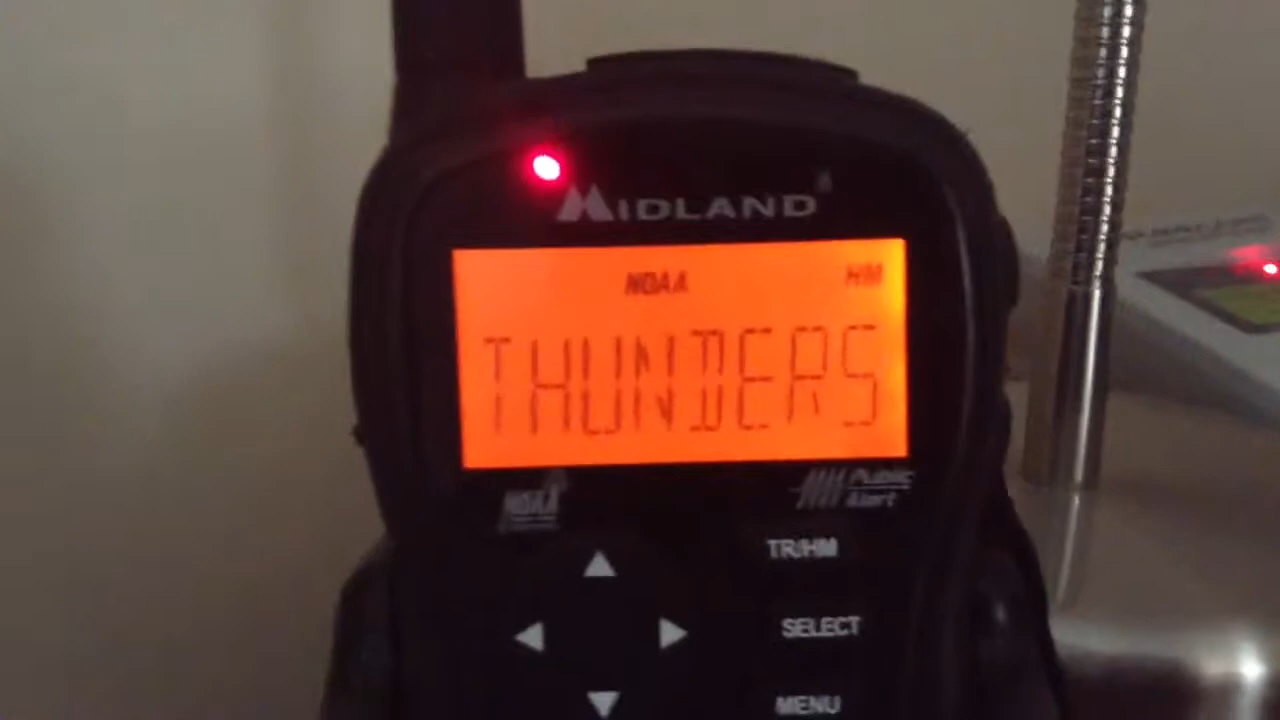 MIDLAND
NOAA HM
THUNDERS
NOAA
Public
Alert
TR/HM
SELECT
MENU